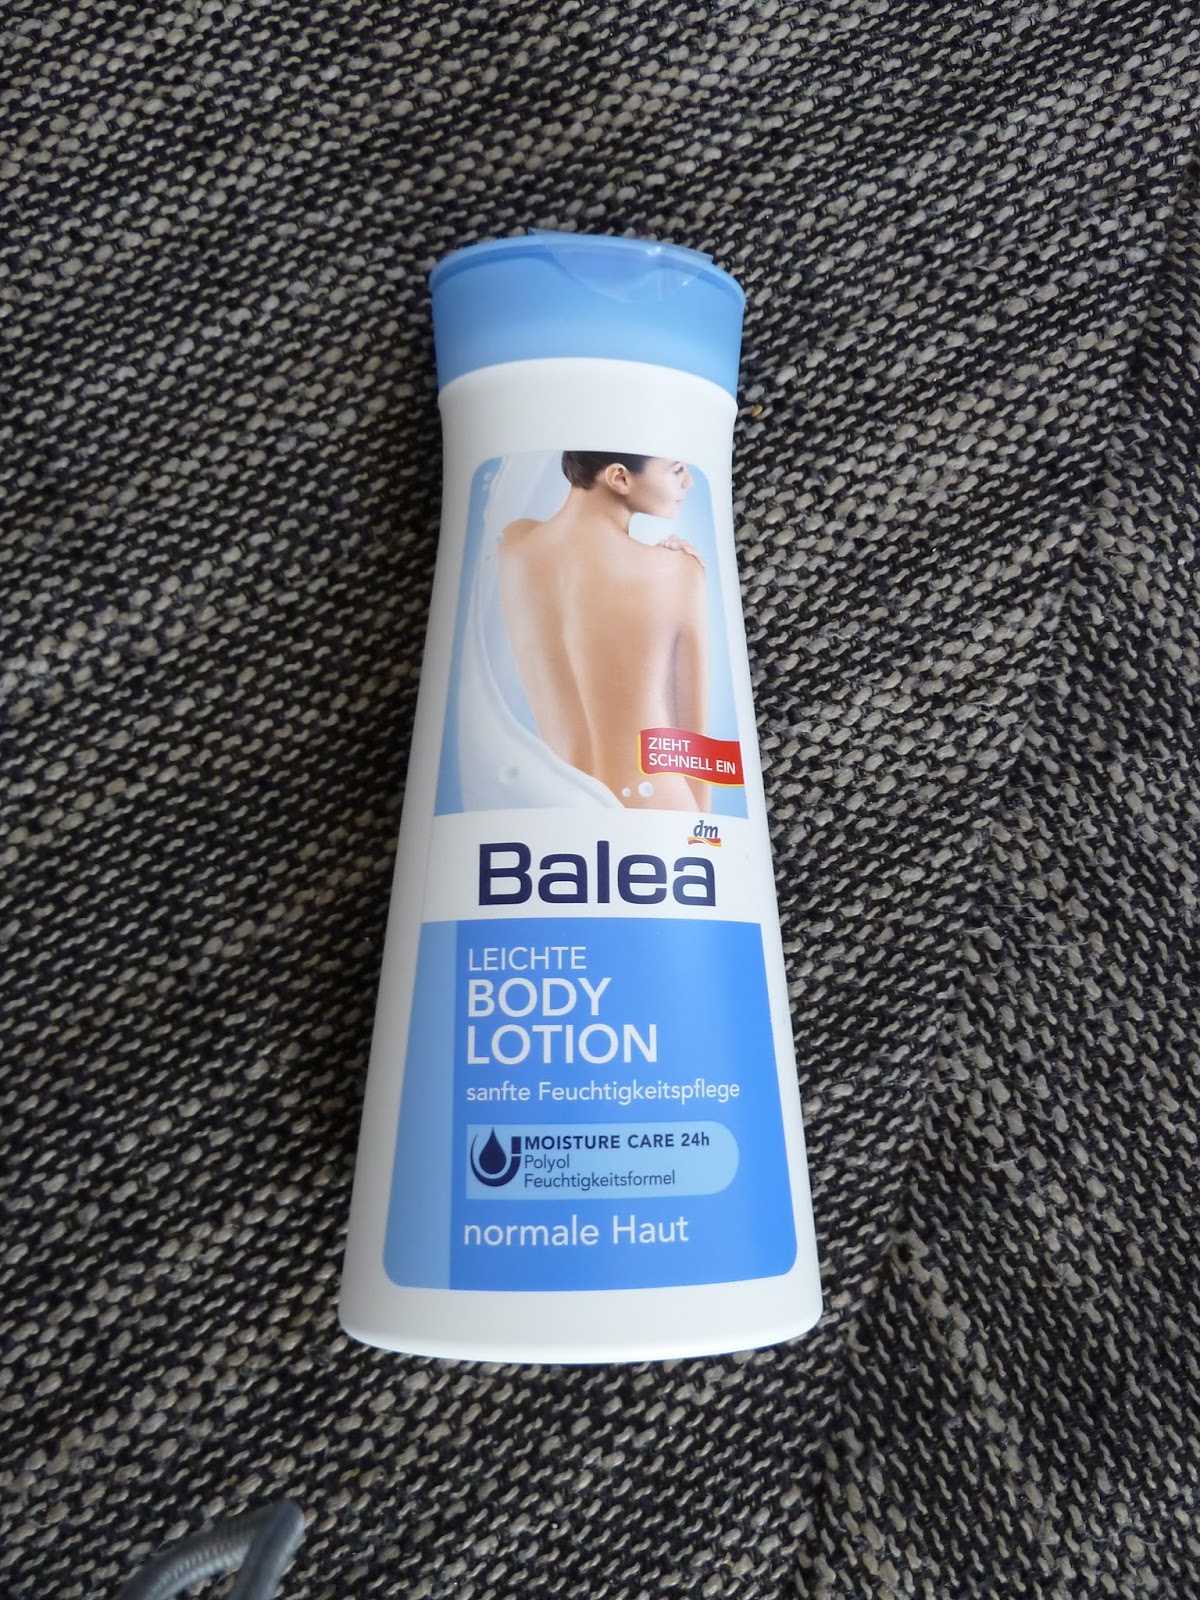 ZIEHT
SCHNELL EIN
dm
Balea
LEICHTE
BODY
LOTION
sanfte Feuchtigkeitspflege
MOISTURE CARE 24h
Polyol
Feuchtigkeitsformel
normale Haut